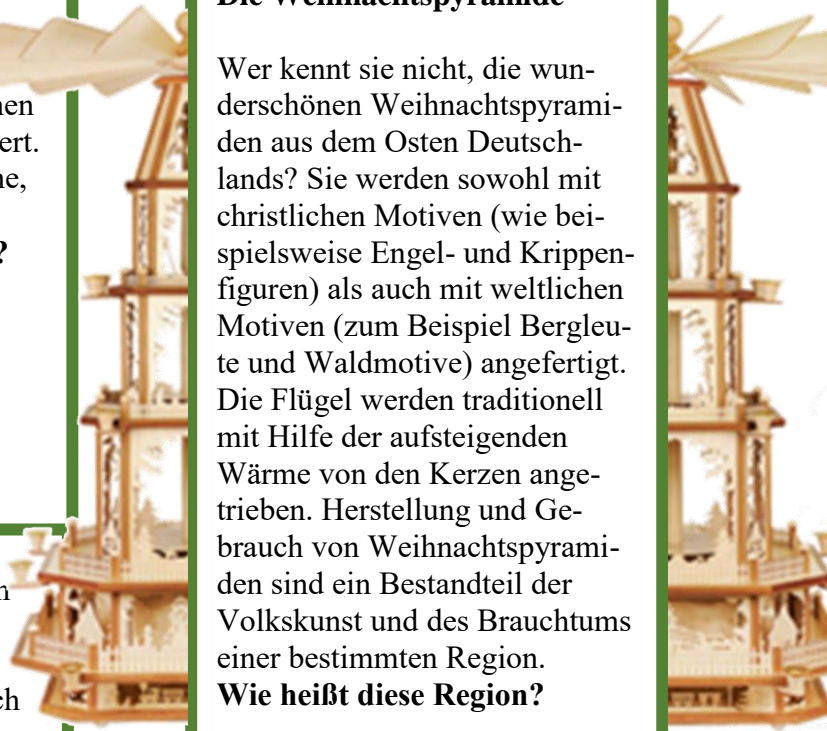 Die Weihnachtspyramide
Wer kennt sie nicht, die wun-
derschönen Weihnachtspyrami-
den aus dem Osten Deutsch-
lands? Sie werden sowohl mit
christlichen Motiven (wie bei-
spielsweise Engel- und Krippen-
figuren) als auch mit weltlichen
Motiven (zum Beispiel Bergleu-
te und Waldmotive) angefertigt.
Die Flügel werden traditionell
mit Hilfe der aufsteigenden
Wärme von den Kerzen ange-
trieben. Herstellung und Ge-
brauch von Weihnachtspyrami-
den sind ein Bestandteil der
Volkskunst und des Brauchtums
einer bestimmten Region.
Wie heißt diese Region?